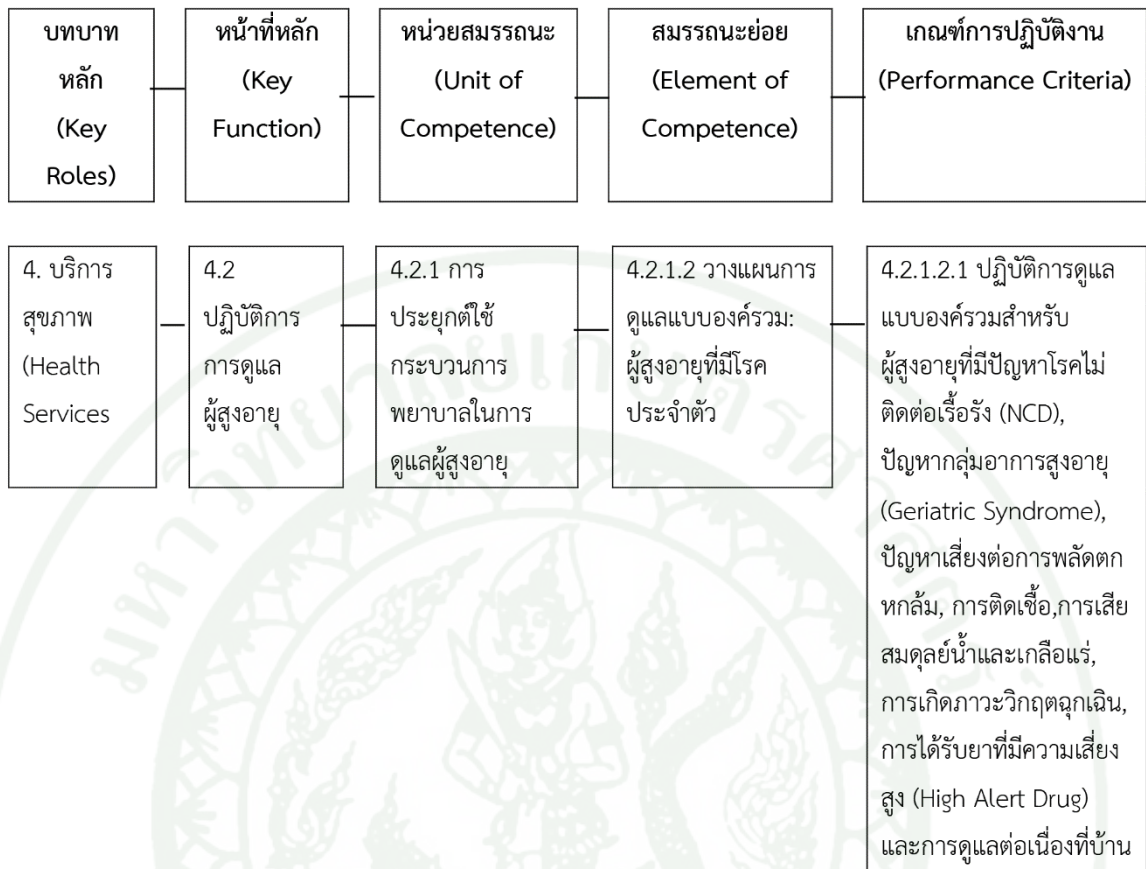 บทบาท
หลัก
(Key
Roles)
หน้าที่หลัก
(Key
Function)
หน่วยสมรรถนะ
(Unit of
Competence)
สมรรถนะย่อย
(Element of
Competence)
เกณฑ์การปฏิบัติงาน
(Performance Criteria)
4. บริการ
สุขภาพ
(Health
Services
4.2
ปฏิบัติการ
การดูแล
ผู้สูงอายุ
4.2.1 การ
ประยุกต์ใช้
กระบวนการ
พยาบาลในการ
ดูแลผู้สูงอายุ
4.2.1.2 วางแผนการ
ดูแลแบบองค์รวม:
ผู้สูงอายุที่มีโรค
ประจำตัว
4.2.1.2.1 ปฏิบัติการดูแล
แบบองค์รวมสำหรับ
ผู้สูงอายุที่มีปัญหาโรคไม่
ติดต่อเรื้อรัง (NCD),
ปัญหากลุ่มอาการสูงอายุ
(Geriatric Syndrome),
ปัญหาเสี่ยงต่อการพลัดตก
หกล้ม, การติดเชื้อ,การเสีย
สมดุลย์น้ำและเกลือแร่,
การเกิดภาวะวิกฤตฉุกเฉิน,
การได้รับยาที่มีความเสี่ยง
สูง (High Alert Drug)
และการดูแลต่อเนื่องที่บ้าน
มหาวิทยาลัยเกษตรศาสตร์